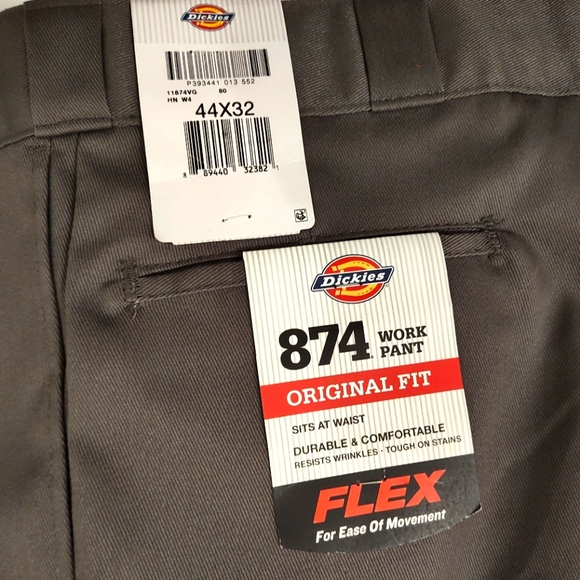 Dickies
P393441 013 552
11874VG 80
HN W4
44X32
8 89440 32382 1
Dickies
874 WORK PANT
ORIGINAL FIT
SITS AT WAIST
DURABLE & COMFORTABLE
RESISTS WRINKLES - TOUGH ON STAINS
FLEX
For Ease Of Movement